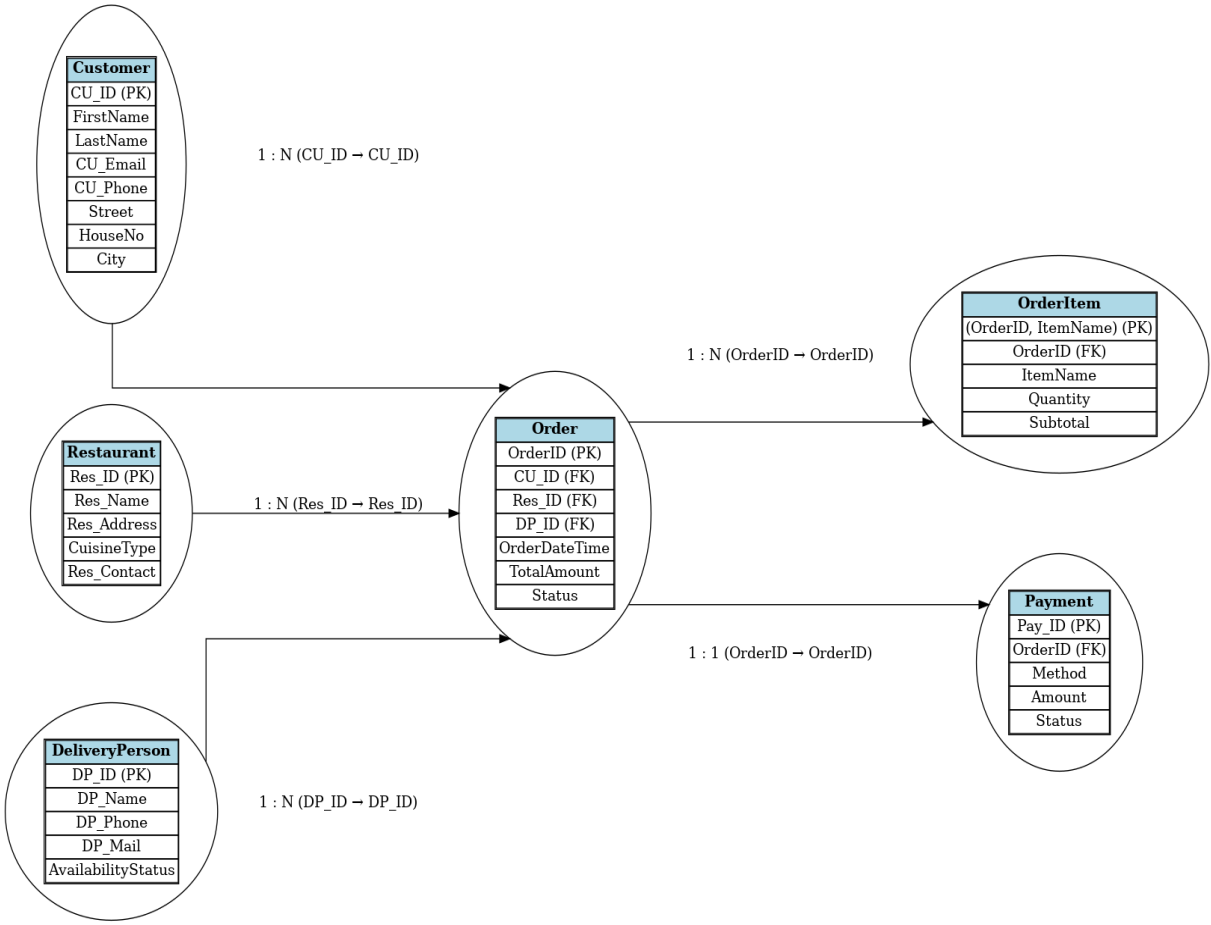 Customer
CU_ID (PK)
FirstName
LastName
CU_Email
CU_Phone
Street
HouseNo
City
1 : N (CU_ID → CU_ID)
Restaurant
Res_ID (PK)
Res_Name
Res_Address
CuisineType
Res_Contact
1 : N (Res_ID → Res_ID)
DeliveryPerson
DP_ID (PK)
DP_Name
DP_Phone
DP_Mail
AvailabilityStatus
1 : N (DP_ID → DP_ID)
Order
OrderID (PK)
CU_ID (FK)
Res_ID (FK)
DP_ID (FK)
OrderDateTime
TotalAmount
Status
1 : N (OrderID → OrderID)
OrderItem
(OrderID, ItemName) (PK)
OrderID (FK)
ItemName
Quantity
Subtotal
1 : 1 (OrderID → OrderID)
Payment
Pay_ID (PK)
OrderID (FK)
Method
Amount
Status